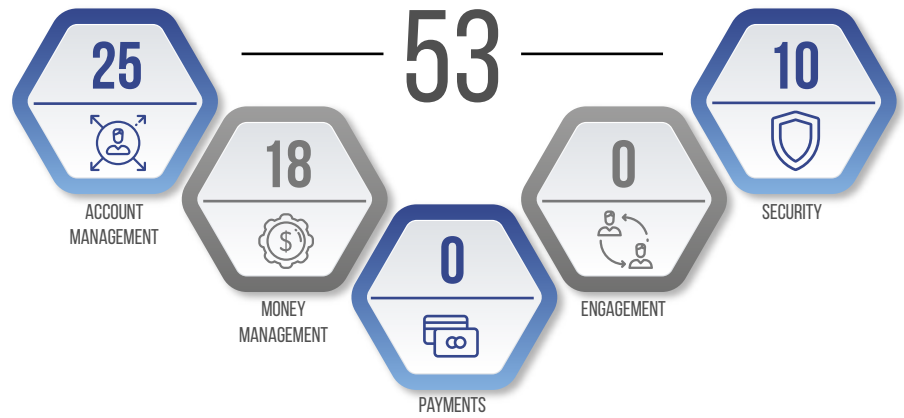 53
25
ACCOUNT
MANAGEMENT
18
$
MONEY
MANAGEMENT
0
PAYMENTS
0
ENGAGEMENT
10
SECURITY